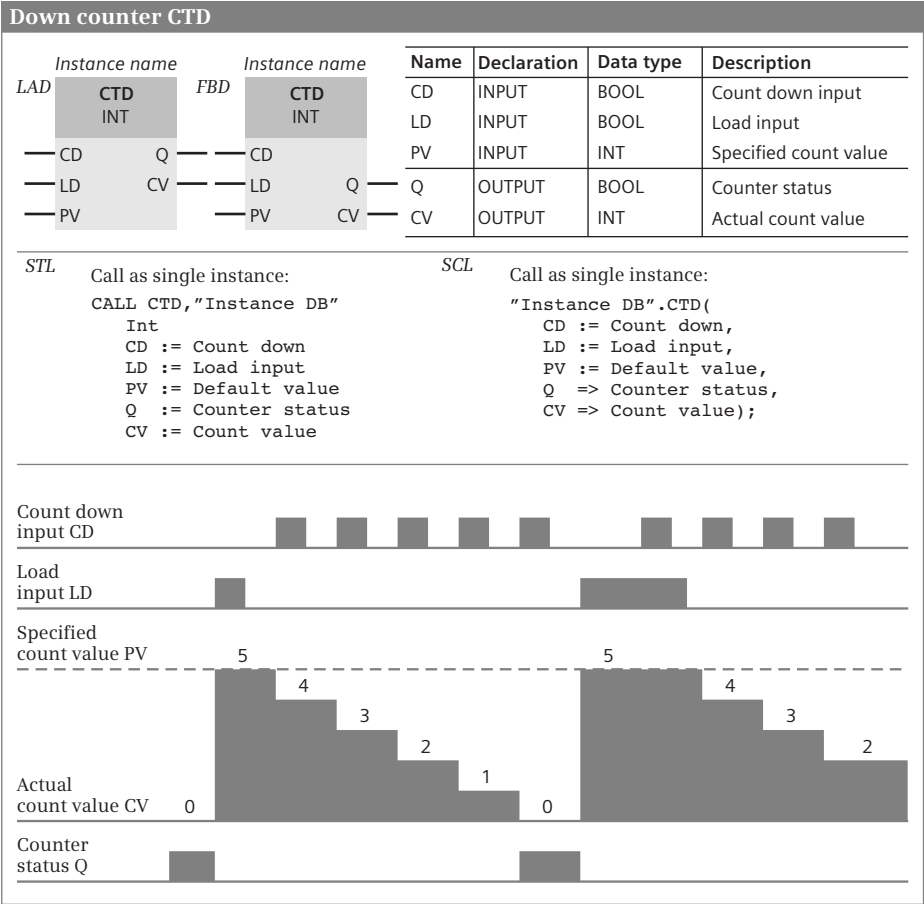 Down counter CTD
Instance name Instance name
LAD FBD
CTD
INT
CD Q
LD CV
PV
CTD
INT
CD
LD Q
PV CV
Name Declaration Data type Description
CD INPUT BOOL Count down input
LD INPUT BOOL Load input
PV INPUT INT Specified count value
Q OUTPUT BOOL Counter status
CV OUTPUT INT Actual count value
STL
Call as single instance:
CALL CTD,"Instance DB"
Int
CD := Count down
LD := Load input
PV := Default value
Q := Counter status
CV := Count value
SCL
Call as single instance:
"Instance DB".CTD(
CD := Count down,
LD := Load input,
PV := Default value,
Q => Counter status,
CV => Count value);
Count down
input CD
Load
input LD
Specified
count value PV
5 5
4 4
3 3
2 2
1
Actual
count value CV 0 0
Counter
status Q